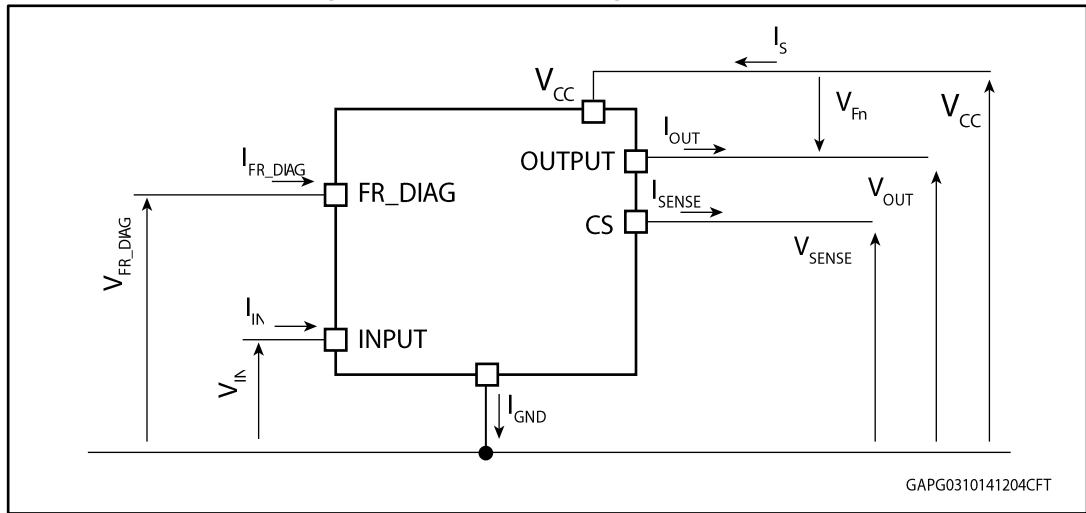 I_S
V_CC
V_Fn
V_CC
I_OUT
OUTPUT
I_FR_DIAG
FR_DIAG
I_SENSE
V_OUT
CS
V_SENSE
V_FR_DIAG
I_IN
INPUT
V_IN
I_GND
GAPG0310141204CFT